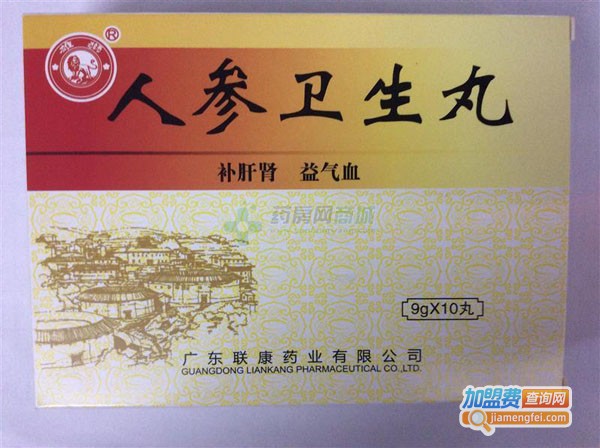 ®
人参卫生丸
补肝肾 益气血
药房网商城
9gX10丸
广东联康药业有限公司
GUANGDONG LIANKANG PHARMACEUTICAL CO.,LTD.
加盟费查询网
jiamengfei.com